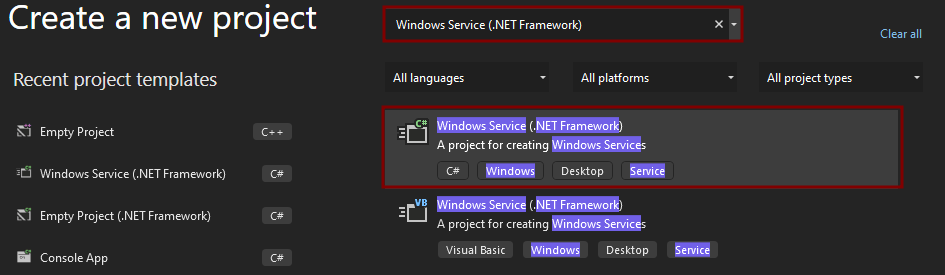 Create a new project
Windows Service (.NET Framework)
Clear all
Recent project templates
All languages
All platforms
All project types
Empty Project
C++
Windows Service (.NET Framework)
C#
Empty Project (.NET Framework)
C#
Console App
C#
C#
Windows Service (.NET Framework)
A project for creating Windows Services
C# Windows Desktop Service
VB
Windows Service (.NET Framework)
A project for creating Windows Services
Visual Basic Windows Desktop Service